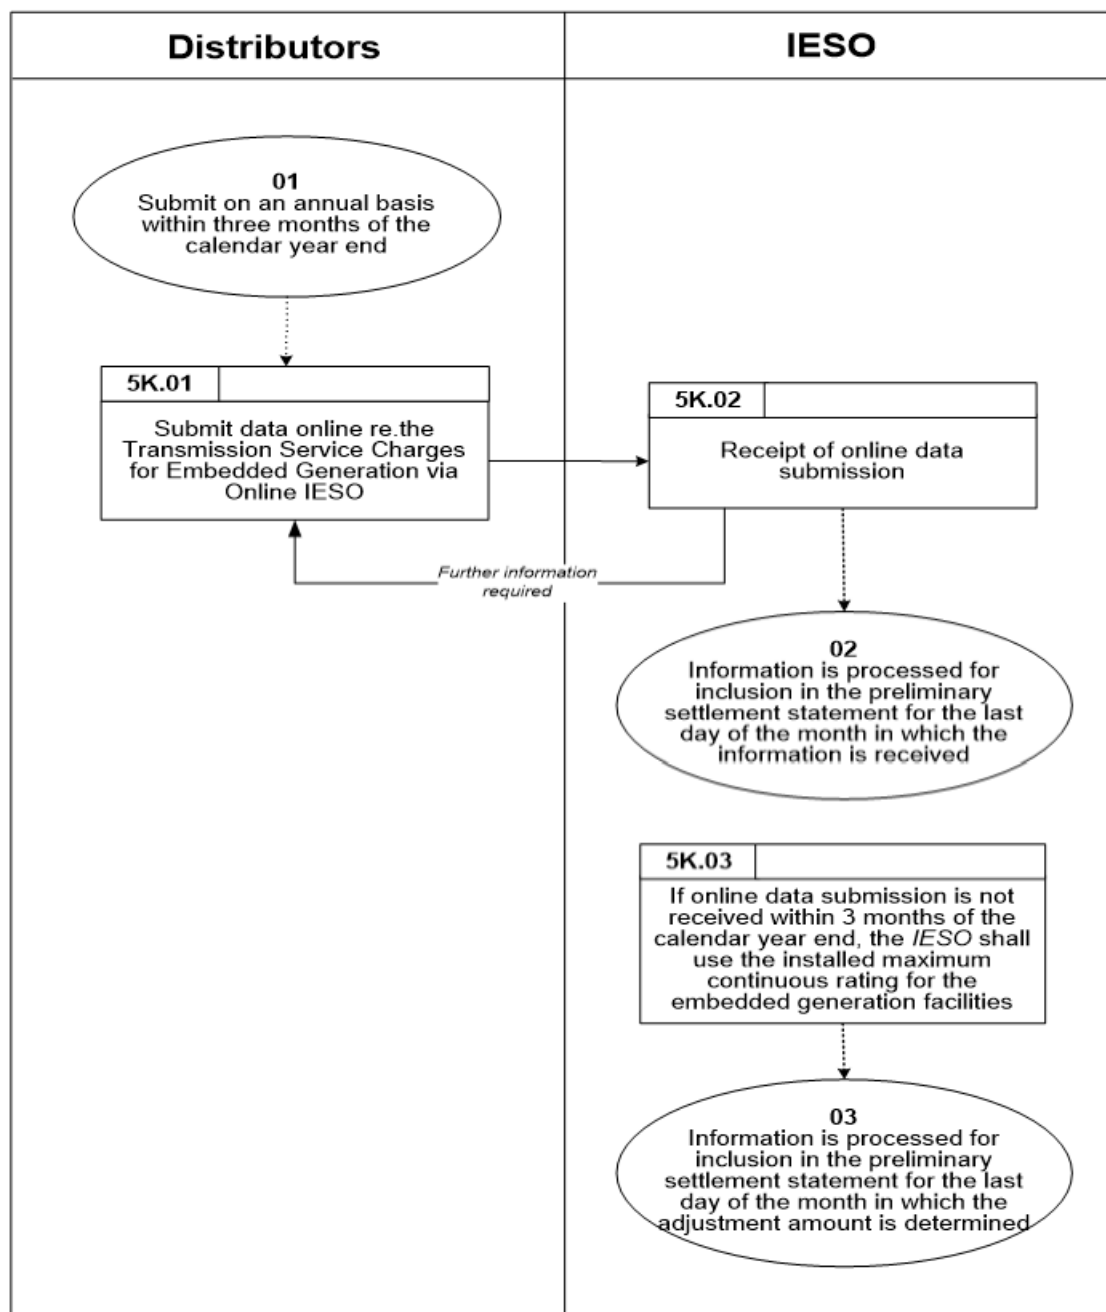 Distributors
IESO
01
Submit on an annual basis
within three months of the
calendar year end
5K.01
Submit data online re.the
Transmission Service Charges
for Embedded Generation via
Online IESO
5K.02
Receipt of online data
submission
Further information
required
02
Information is processed for
inclusion in the preliminary
settlement statement for the last
day of the month in which the
information is received
5K.03
If online data submission is not
received within 3 months of the
calendar year end, the IESO shall
use the installed maximum
continuous rating for the
embedded generation facilities
03
Information is processed for
inclusion in the preliminary
settlement statement for the last
day of the month in which the
adjustment amount is determined